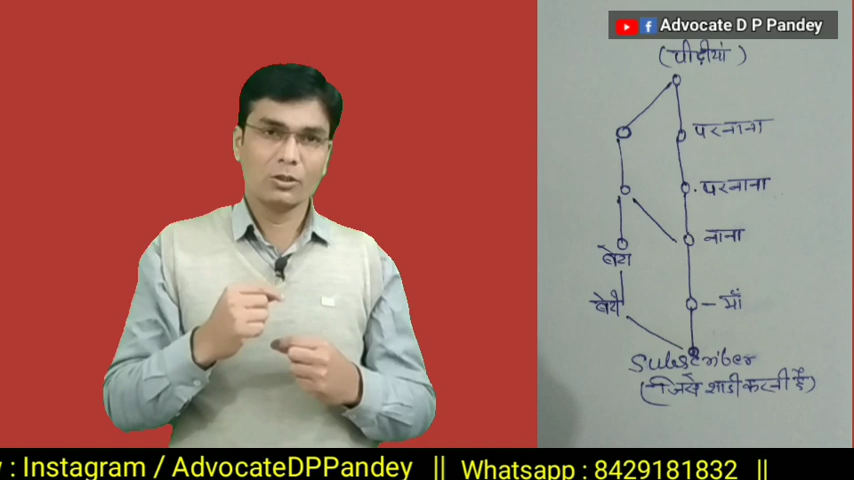 Advocate D P Pandey
(पीढ़ीयां)
परनाना
परनाना
नाना
बेटा
बेटी
माँ
Subscriber
(जिसे शादी करनी है)
: Instagram / AdvocateDPPandey || Whatsapp : 8429181832 ||